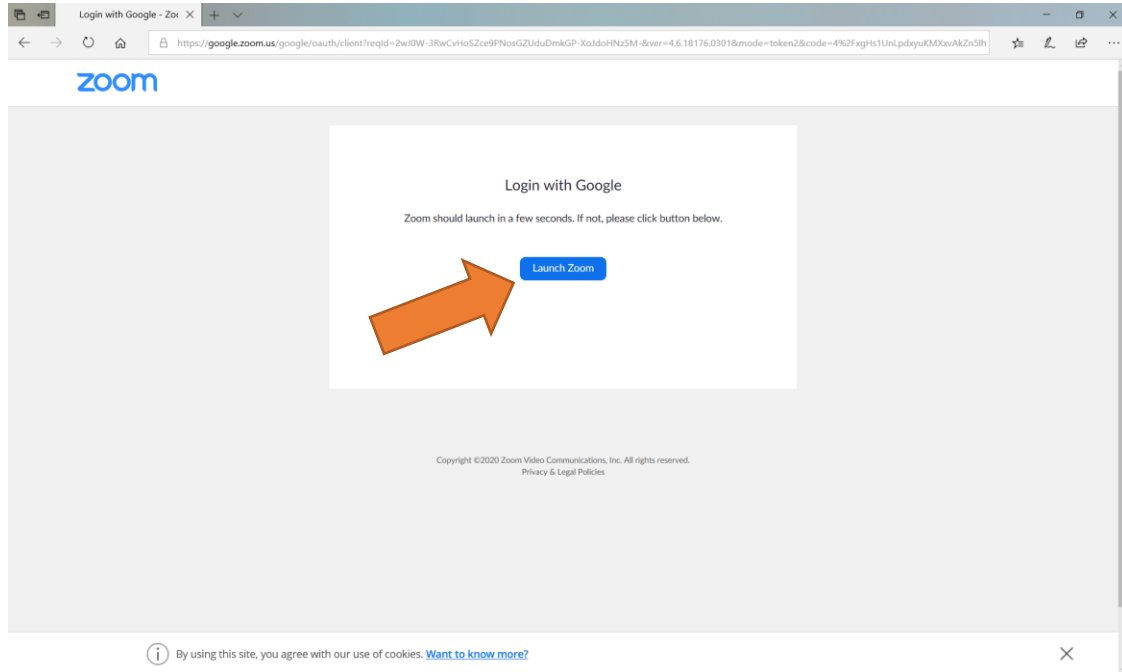 Login with Google - Zo
https://google.zoom.us/google/oauth/client?reqId=2wJ0W-3RwCvHoSZce9PNosGZUduDmkGP-XoJdoHNz5M-&ver=4.6.18176.0301&mode=token2&code=4%2FxgHs1UnLpdxyuKMXxvAkZn5lh
zoom
Login with Google
Zoom should launch in a few seconds. If not, please click button below.
Launch Zoom
Copyright ©2020 Zoom Video Communications, Inc. All rights reserved.
Privacy & Legal Policies
By using this site, you agree with our use of cookies. Want to know more?